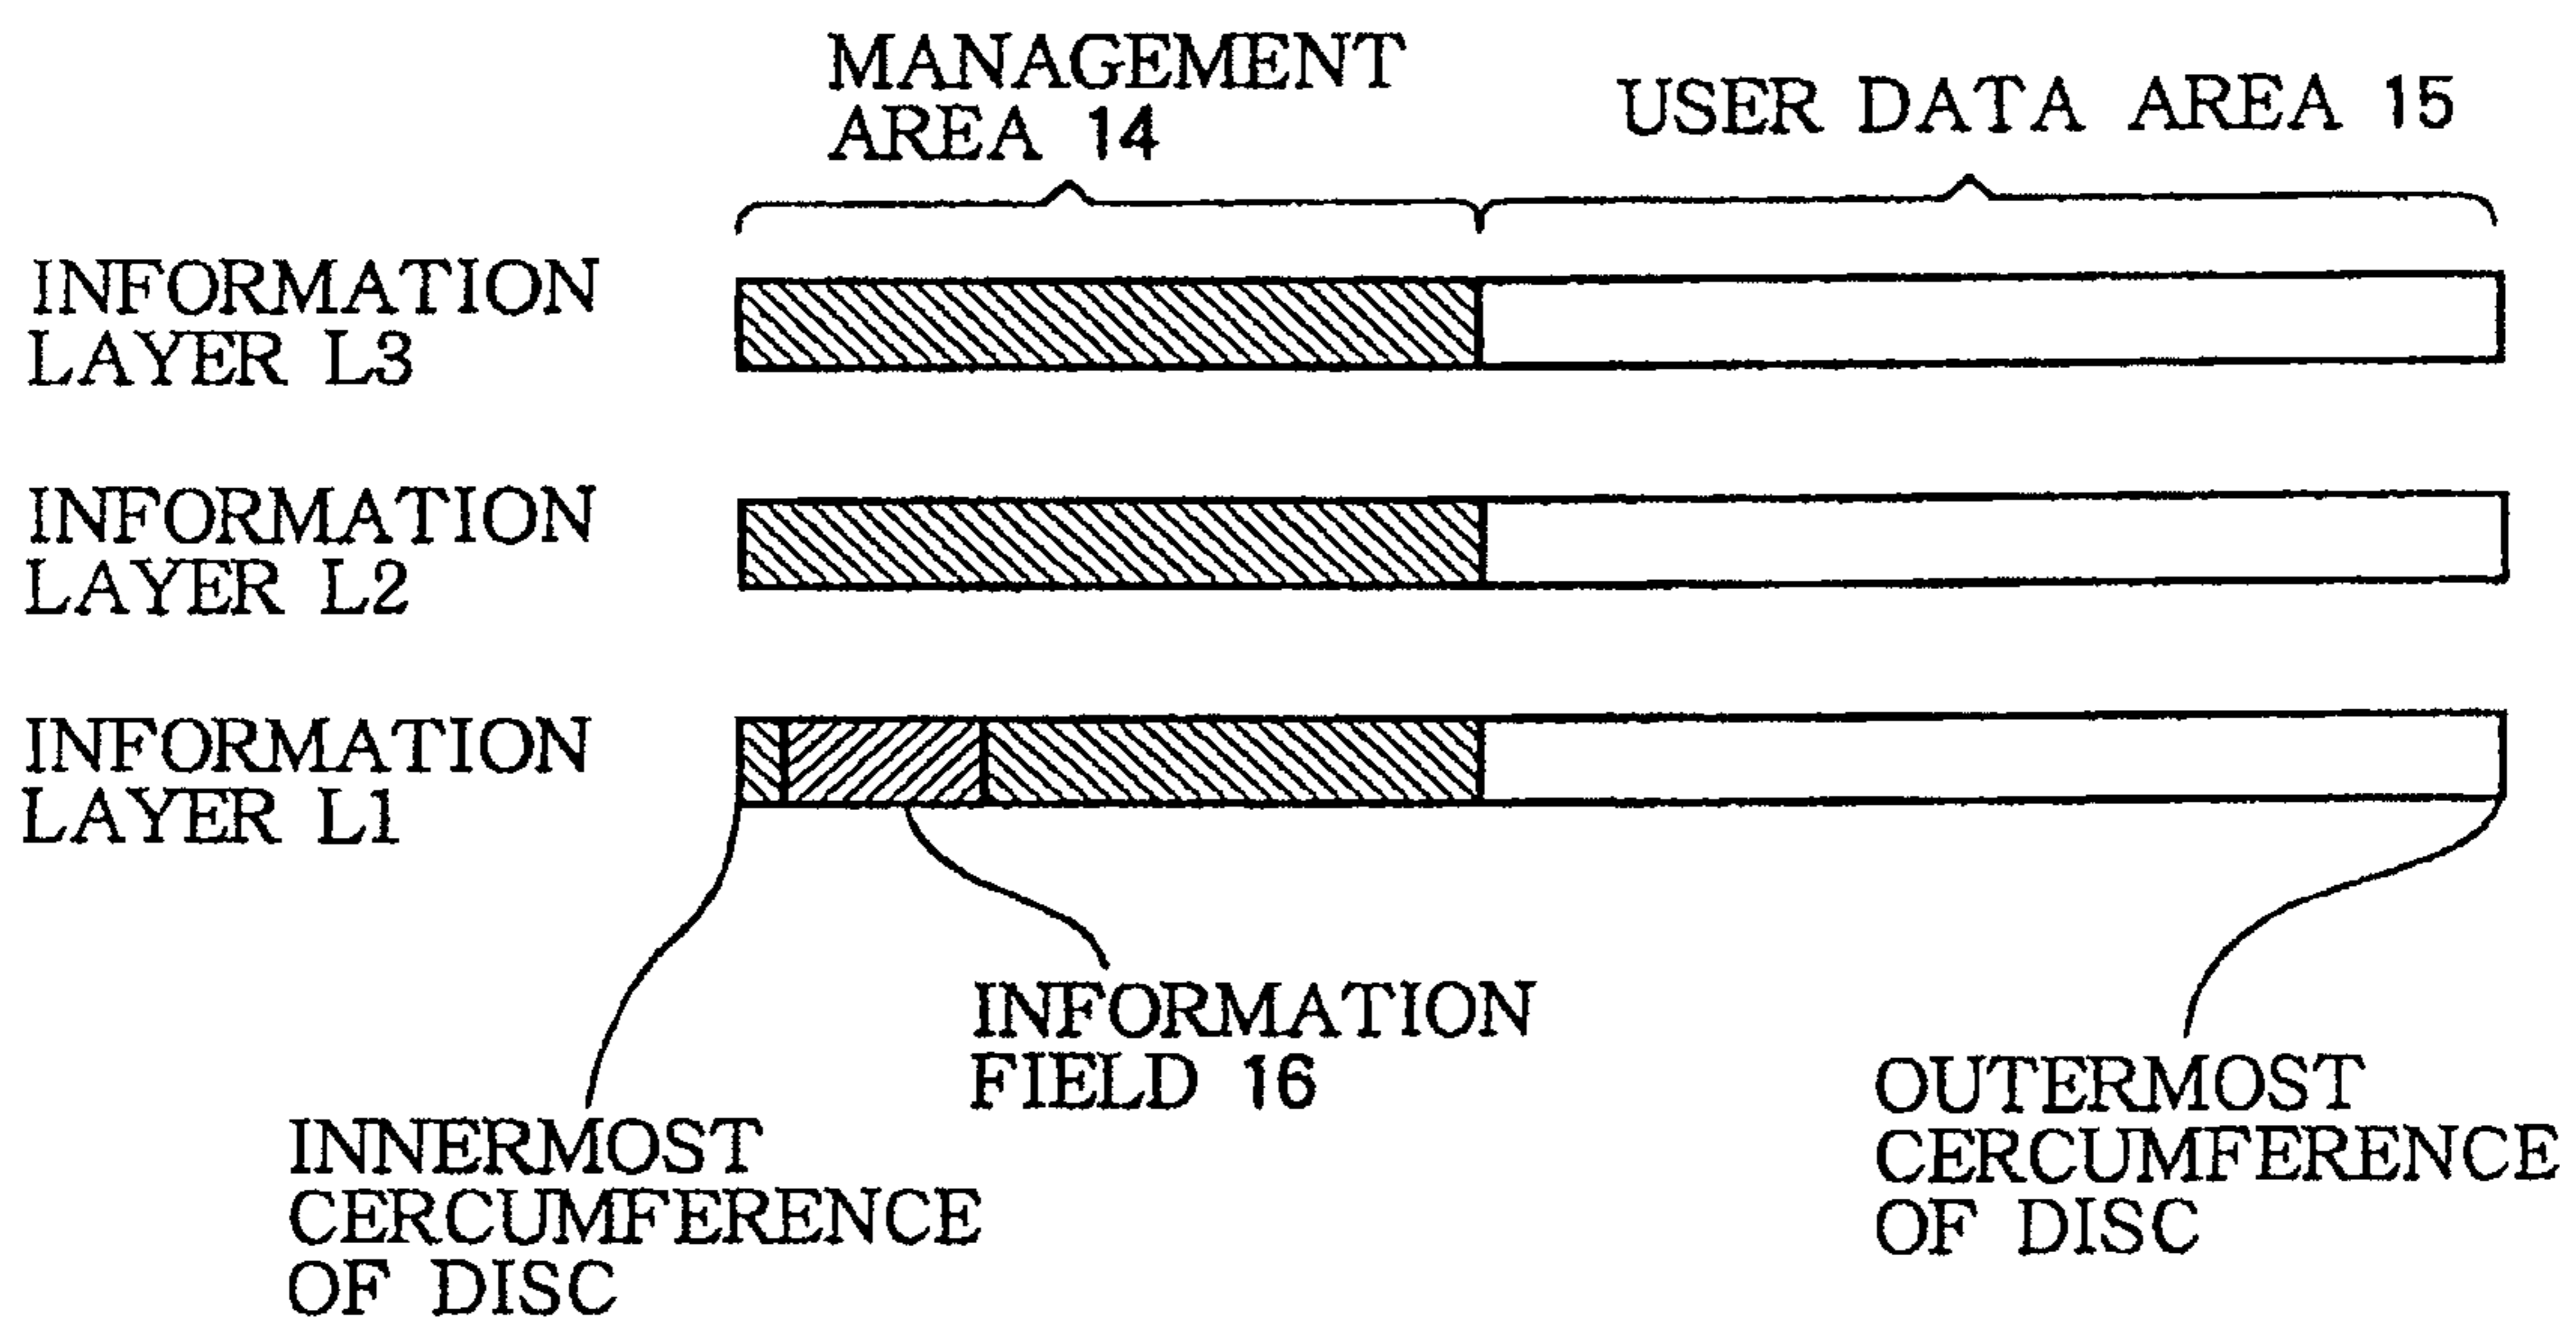 MANAGEMENT
AREA 14
USER DATA AREA 15
INFORMATION
LAYER L3
INFORMATION
LAYER L2
INFORMATION
LAYER L1
INFORMATION
FIELD 16
INNERMOST
CERCUMFERENCE
OF DISC
OUTERMOST
CERCUMFERENCE
OF DISC